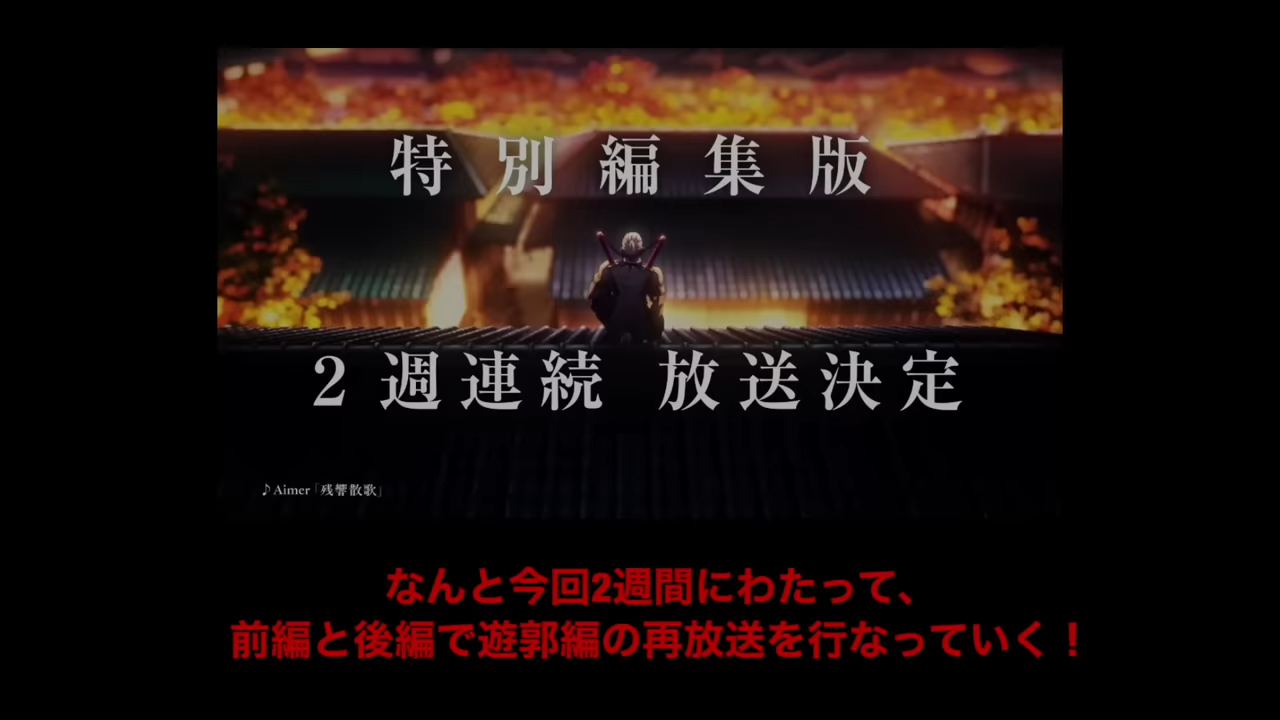 特別編集版
2週連続 放送決定
♪Aimer「残響散歌」
なんと今回2週間にわたって、
前編と後編で遊郭編の再放送を行なっていく！